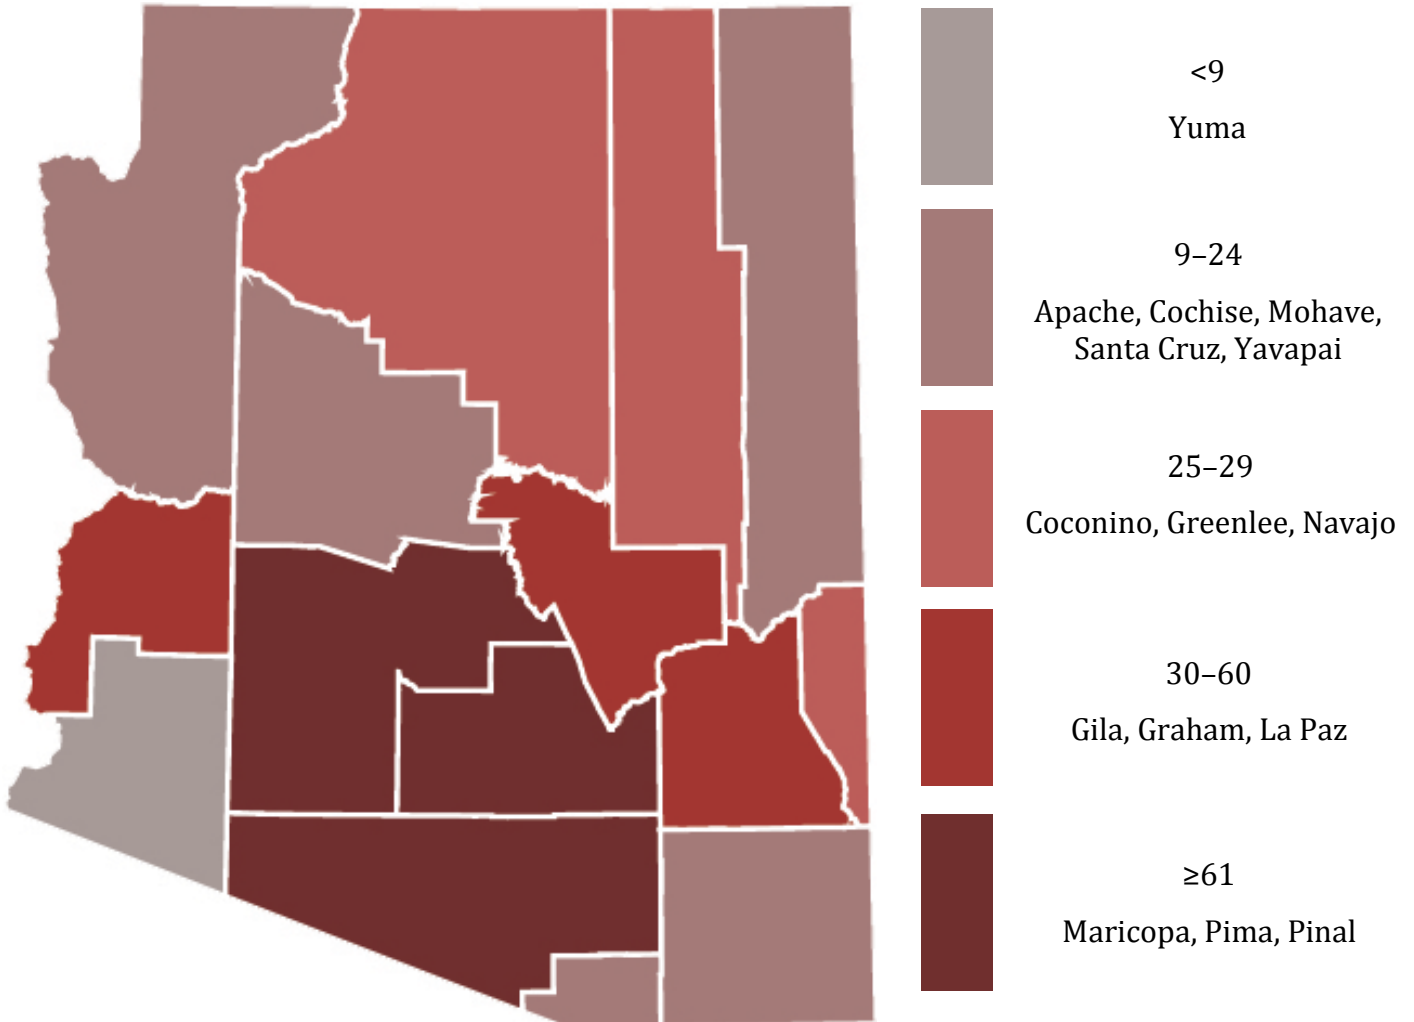 <9
Yuma
9–24
Apache, Cochise, Mohave,
Santa Cruz, Yavapai
25–29
Coconino, Greenlee, Navajo
30–60
Gila, Graham, La Paz
≥61
Maricopa, Pima, Pinal